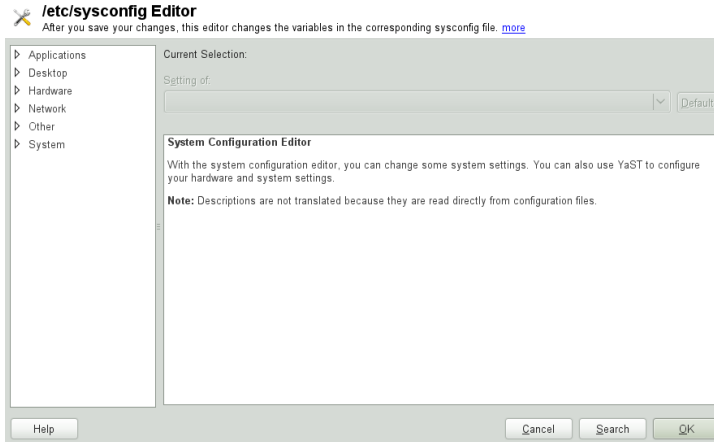 /etc/sysconfig Editor
After you save your changes, this editor changes the variables in the corresponding sysconfig file. more
Applications
Desktop
Hardware
Network
Other
System
Current Selection:
Setting of:
Default
System Configuration Editor
With the system configuration editor, you can change some system settings. You can also use YaST to configure
your hardware and system settings.
Note: Descriptions are not translated because they are read directly from configuration files.
Help
Cancel
Search
OK